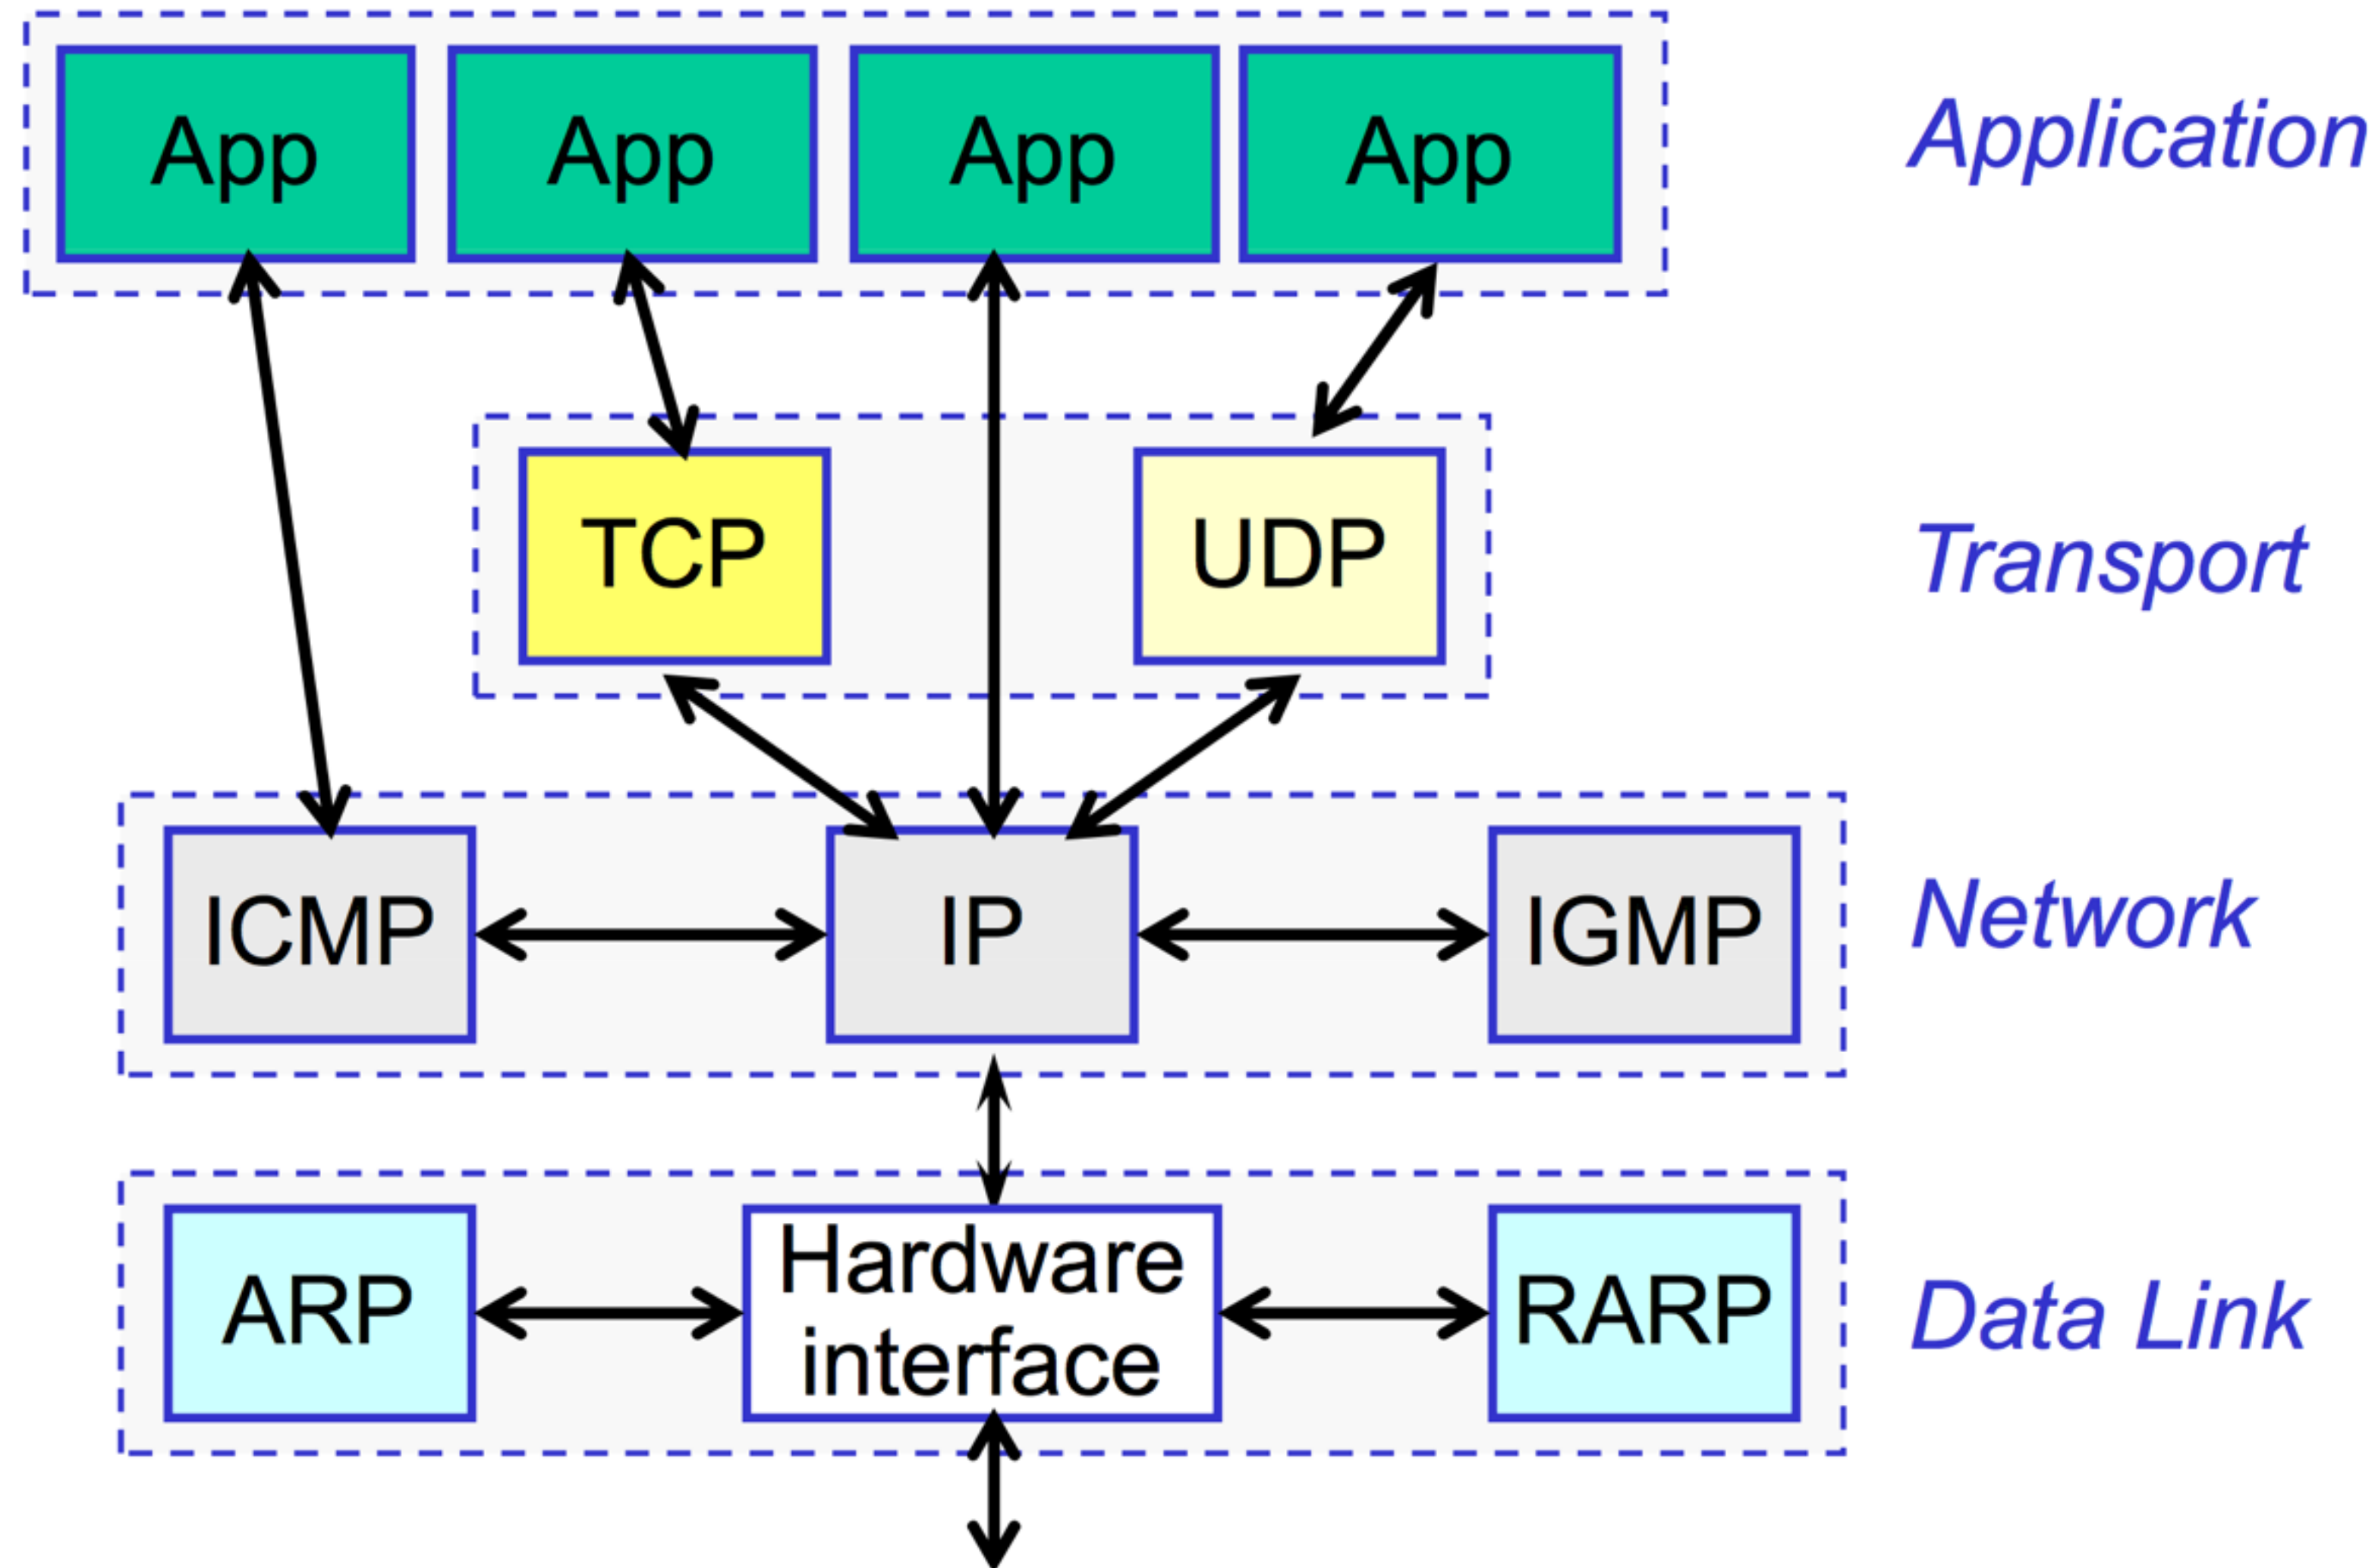 App
App
App
App
Application
TCP
UDP
Transport
ICMP
IP
IGMP
Network
ARP
Hardware
interface
RARP
Data Link